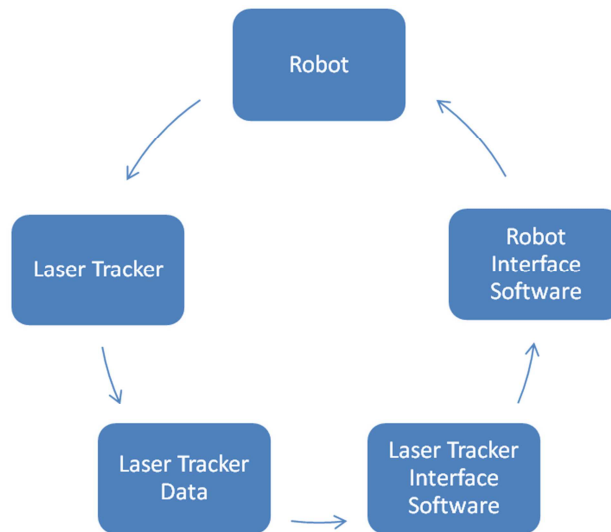 Robot
Laser Tracker
Robot
Interface
Software
Laser Tracker
Data
Laser Tracker
Interface
Software